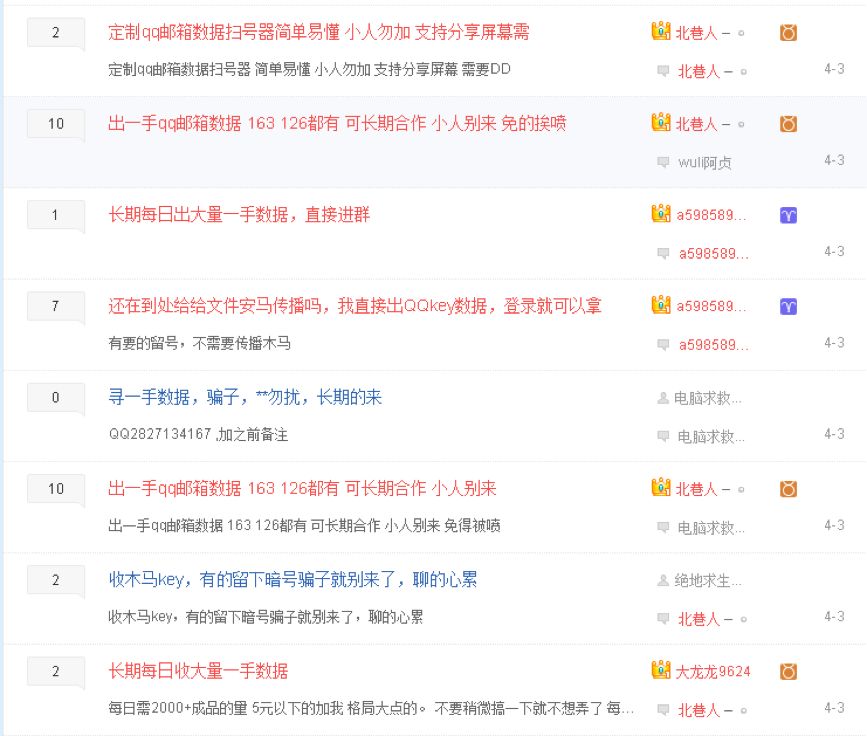 2
定制qq邮箱数据扫号器简单易懂 小人勿加 支持分享屏幕需
北巷人 – 。
定制qq邮箱数据扫号器 简单易懂 小人勿加 支持分享屏幕 需要DD
北巷人 – 。
4-3
10
出一手qq邮箱数据 163 126都有 可长期合作 小人别来 免的挨喷
北巷人 – 。
wuli阿贞
4-3
1
长期每日出大量一手数据，直接进群
a598589...
a598589...
4-3
7
还在到处给给文件安马传播吗，我直接出QQkey数据，登录就可以拿
a598589...
有要的留号，不需要传播木马
a598589...
4-3
0
寻一手数据，骗子，**勿扰，长期的来
电脑求救...
QQ2827134167 ,加之前备注
电脑求救...
4-3
10
出一手qq邮箱数据 163 126都有 可长期合作 小人别来
北巷人 – 。
出一手qq邮箱数据 163 126都有 可长期合作 小人别来 免得被喷
电脑求救...
4-3
2
收木马key，有的留下暗号骗子就别来了，聊的心累
绝地求生...
收木马key，有的留下暗号骗子就别来了，聊的心累
北巷人 – 。
4-3
2
长期每日收大量一手数据
大龙龙9624
每日需2000+成品的量 5元以下的加我 格局大点的。 不要稍微搞一下就不想弄了 每...
北巷人 – 。
4-3